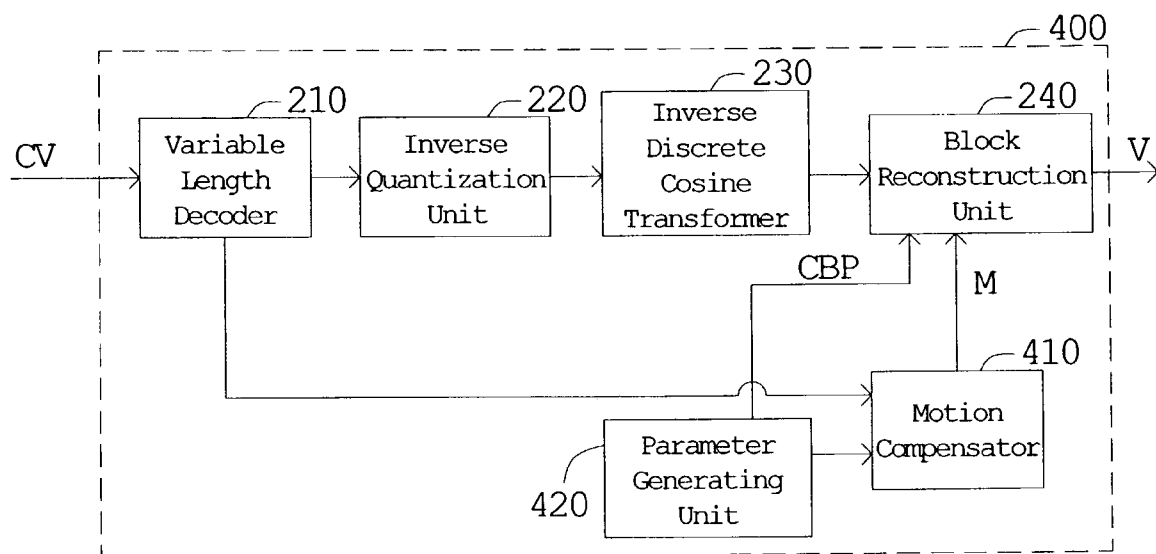 400
210
220
230
240
CV
Variable
Length
Decoder
Inverse
Quantization
Unit
Inverse
Discrete
Cosine
Transformer
Block
Reconstruction
Unit
V
CBP
M
410
Motion
Compensator
420
Parameter
Generating
Unit